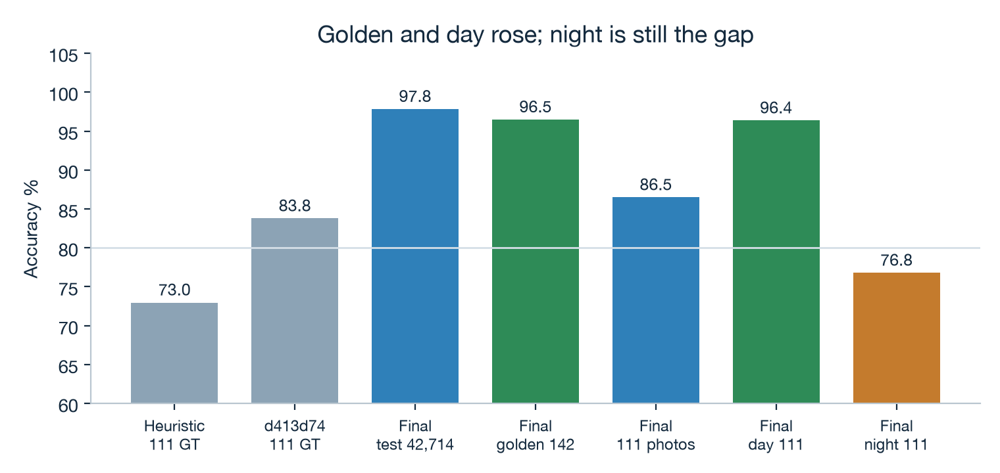 Golden and day rose; night is still the gap
105
100
95
90
85
80
75
70
65
60
Accuracy %
73.0
83.8
97.8
96.5
86.5
96.4
76.8
Heuristic
111 GT
d413d74
111 GT
Final
test 42,714
Final
golden 142
Final
111 photos
Final
day 111
Final
night 111